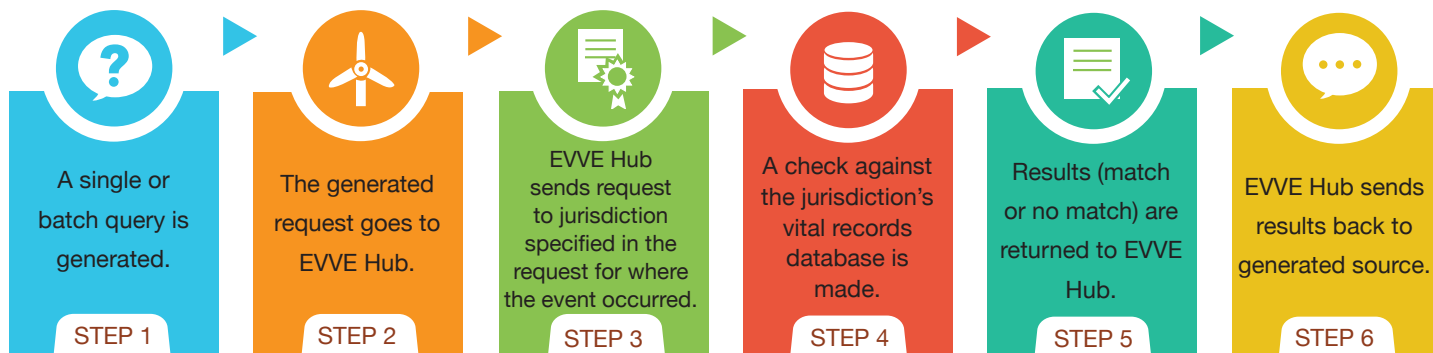 A single or
batch query is
generated.
STEP 1
The generated
request goes to
EVVE Hub.
STEP 2
EVVE Hub
sends request
to jurisdiction
specified in the
request for where
the event occurred.
STEP 3
A check against
the jurisdiction’s
vital records
database is
made.
STEP 4
Results (match
or no match) are
returned to EVVE
Hub.
STEP 5
EVVE Hub sends
results back to
generated source.
STEP 6